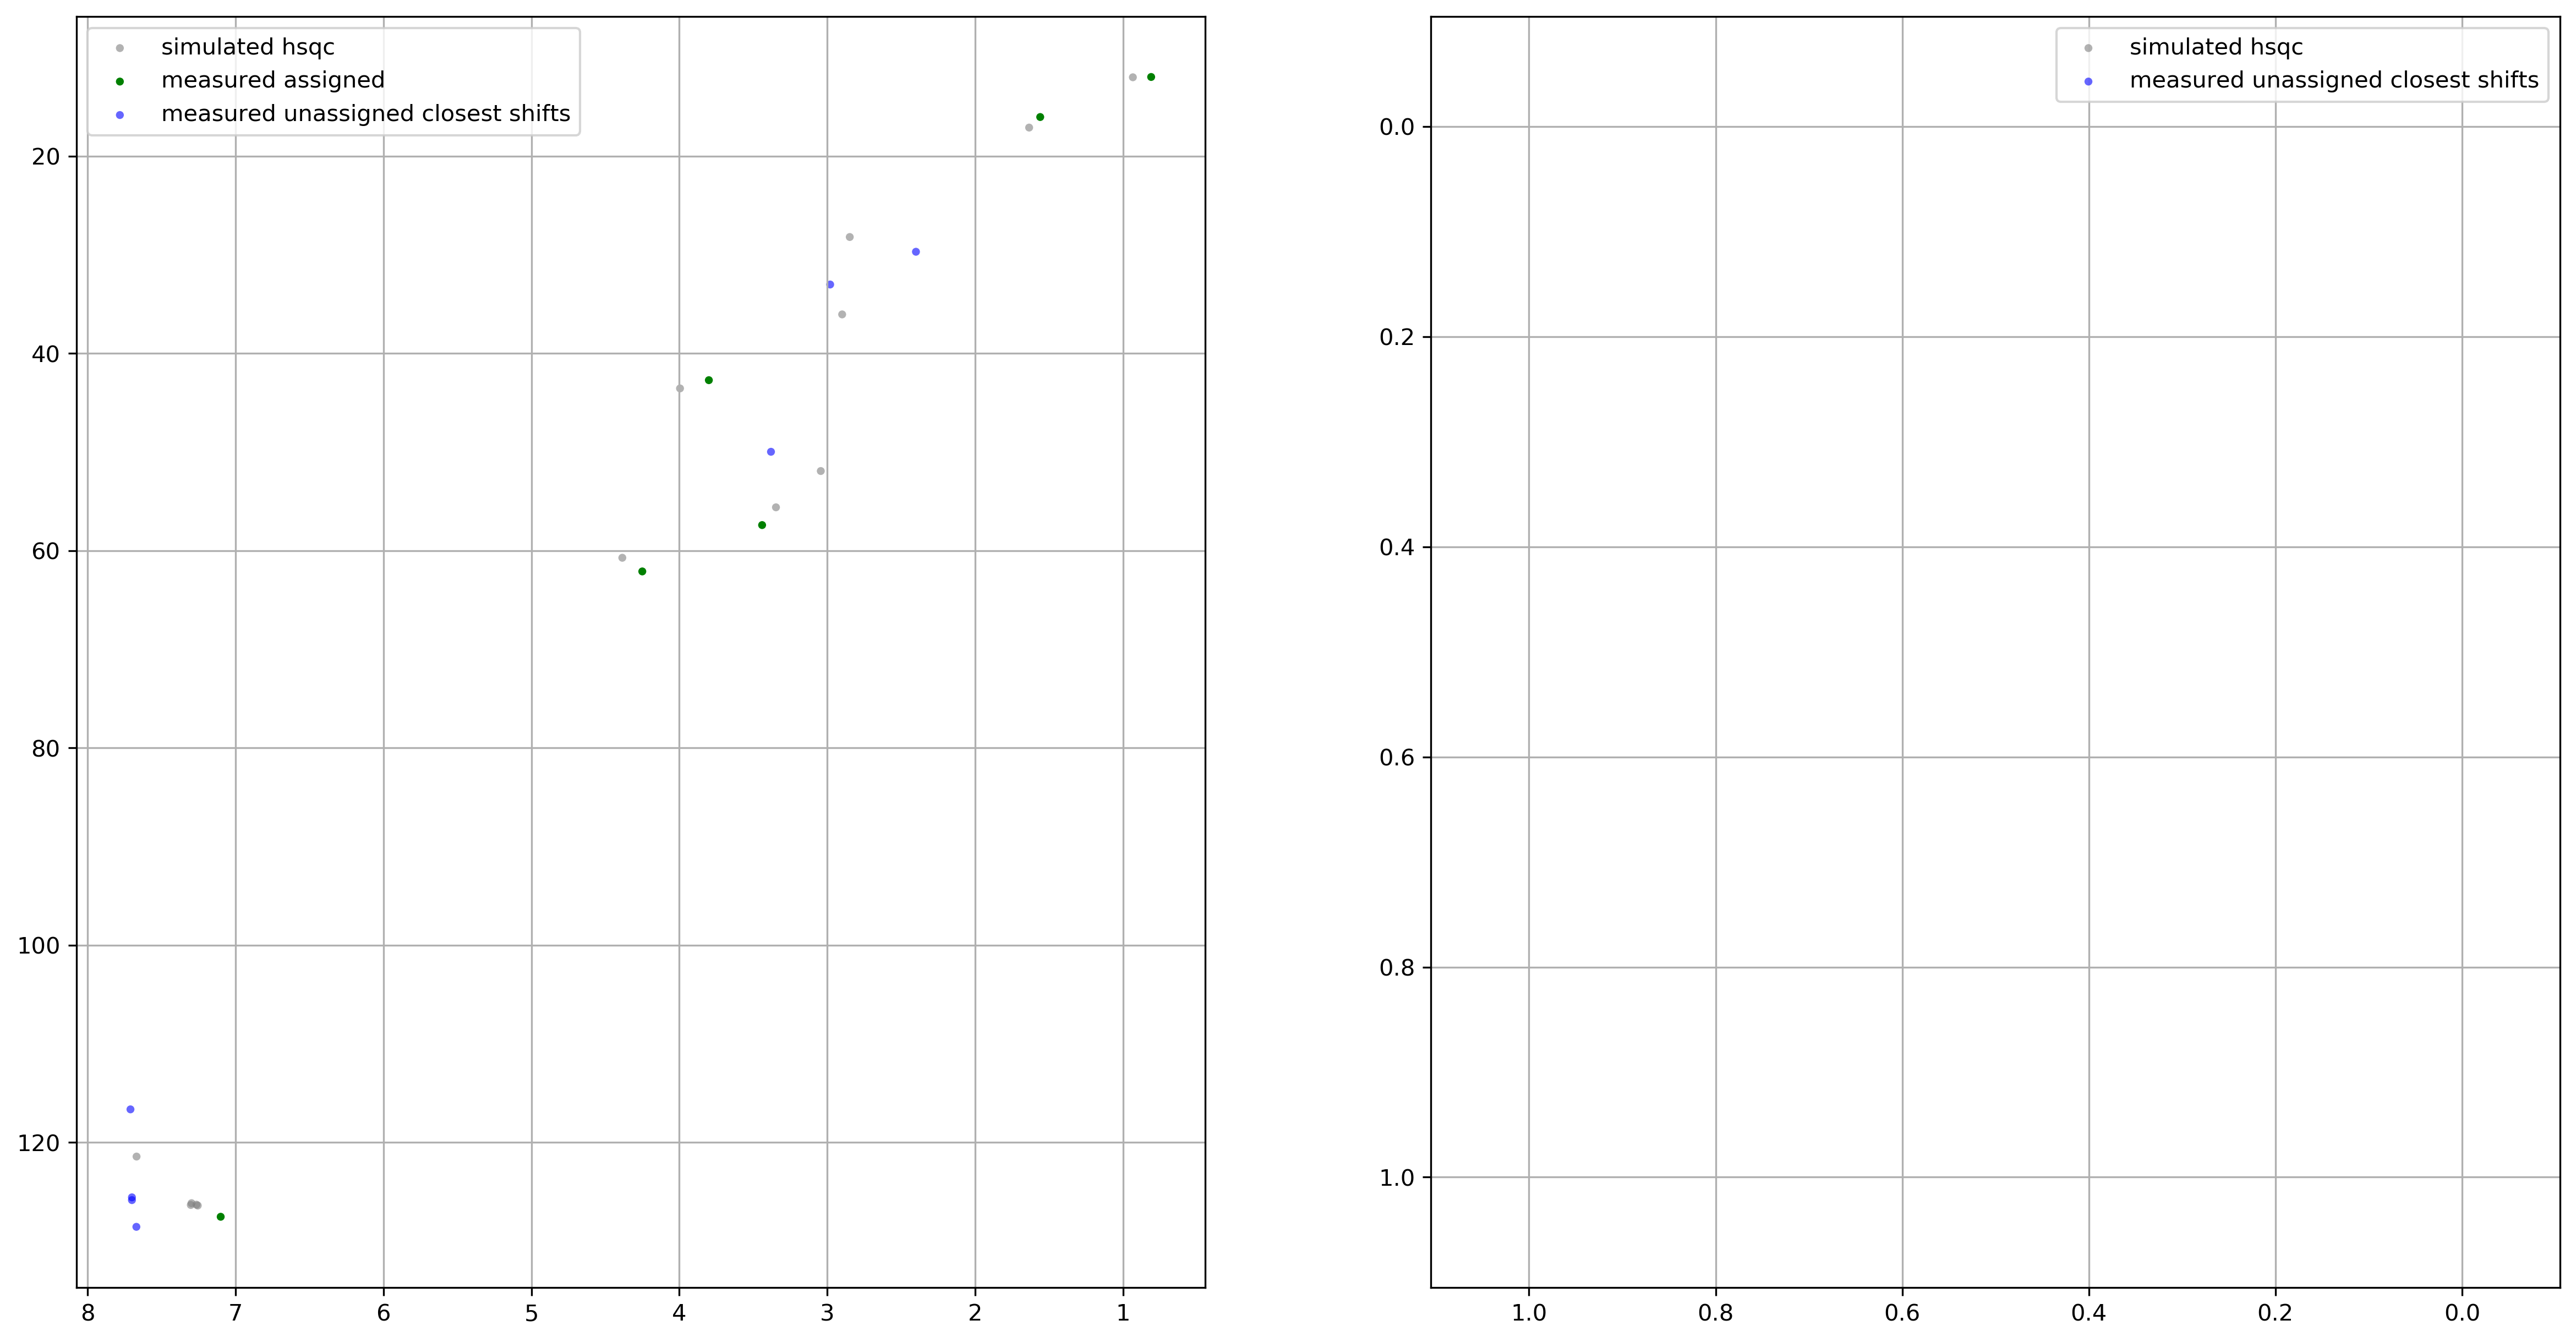 simulated hsqc
measured assigned
measured unassigned closest shifts
20
40
60
80
100
120
8 7 6 5 4 3 2 1
simulated hsqc
measured unassigned closest shifts
0.0
0.2
0.4
0.6
0.8
1.0
1.0 0.8 0.6 0.4 0.2 0.0